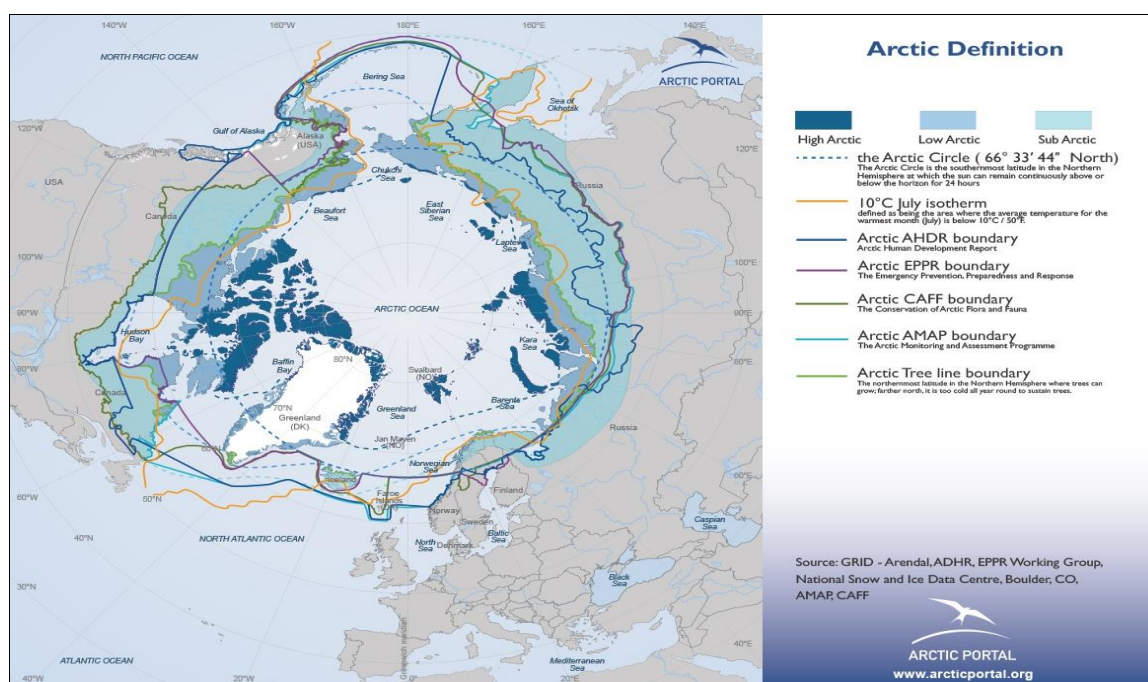 140°W
160°W
180°E
160°E
140°E
NORTH PACIFIC OCEAN
Bering Sea
ARCTIC PORTAL
Sea of
Okhotsk
120°W
Gulf of Alaska
Alaska
(USA)
120°E
USA
Chukchi
Sea
Russia
Canada
Beaufort
Sea
East
Siberian
Sea
Laptev
Sea
100°W
100°E
90°W
ARCTIC OCEAN
90°E
Hudson
Bay
Kara
Sea
80°W
Baffin
Bay
80°N
Svalbard
(NO)
80°E
Canada
70°N
Greenland
(DK)
Greenland
Sea
Barents
Sea
Jan Mayen
(NO)
Russia
60°N
Norwegian
Sea
60°W
50°N
Iceland
Faroe
Islands
Finland
60°E
Norway
Sweden
Caspian
Sea
40°N
NORTH ATLANTIC OCEAN
North
Sea
Denmark
Baltic
Sea
30°N
Black
Sea
Greenwich meridian
40°E
ATLANTIC OCEAN
Mediterranean
Sea
40°W
20°W
0°E
20°E
Arctic Definition
High Arctic
Low Arctic
Sub Arctic
the Arctic Circle ( 66° 33′ 44″ North)
The Arctic Circle is the southernmost latitude in the Northern
Hemisphere at which the sun can remain continuously above or
below the horizon for 24 hours
10°C July isotherm
defined as being the area where the average temperature for the
warmest month (July) is below 10°C / 50°F.
Arctic AHDR boundary
Arctic Human Development Report
Arctic EPPR boundary
The Emergency Prevention, Preparedness and Response
Arctic CAFF boundary
The Conservation of Arctic Flora and Fauna
Arctic AMAP boundary
The Arctic Monitoring and Assessment Programme
Arctic Tree line boundary
The northernmost latitude in the Northern Hemisphere where trees can
grow; farther north, it is too cold all year round to sustain trees.
Source: GRID - Arendal, ADHR, EPPR Working Group,
National Snow and Ice Data Centre, Boulder, CO,
AMAP, CAFF
ARCTIC PORTAL
www.arcticportal.org